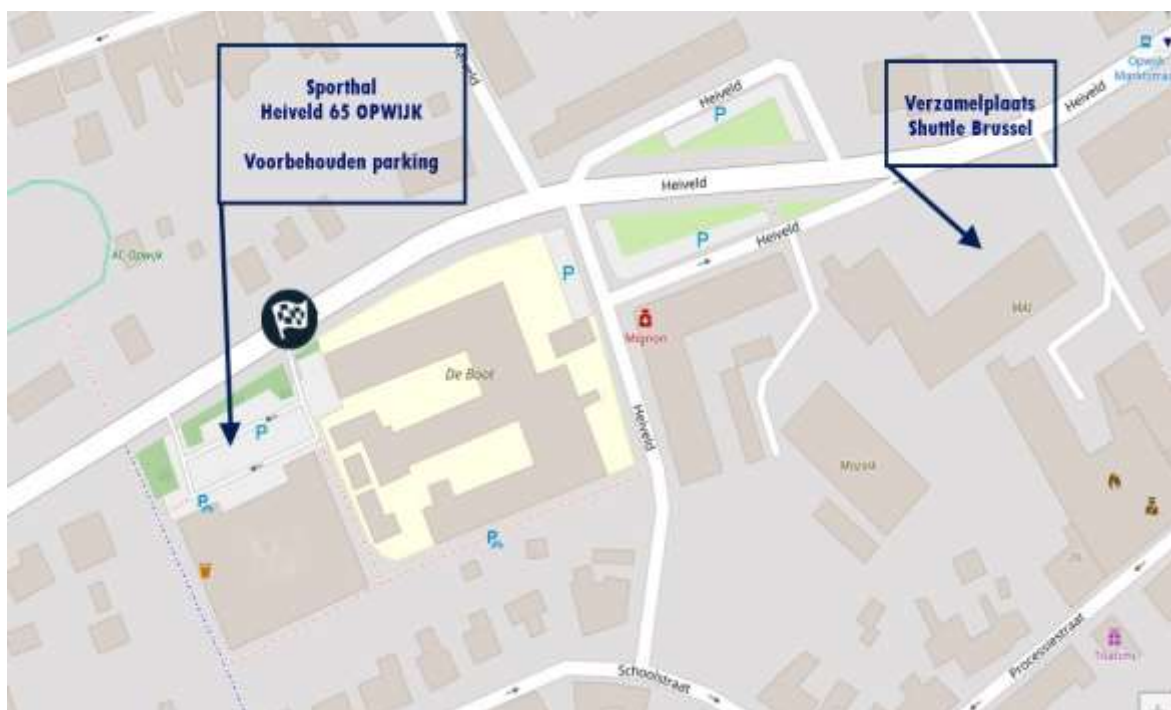 Sporthal
Heiveld 65 OPWIJK
Voorbehouden parking
Verzamelplaats
Shuttle Brussel
Opwijk
Heiveld
Heiveld
P
Heiveld
P
Heiveld
P
AC Opwijk
Mignon
De Boot
Heiveld
P
P
P
Schoolstraat
Processiestraat